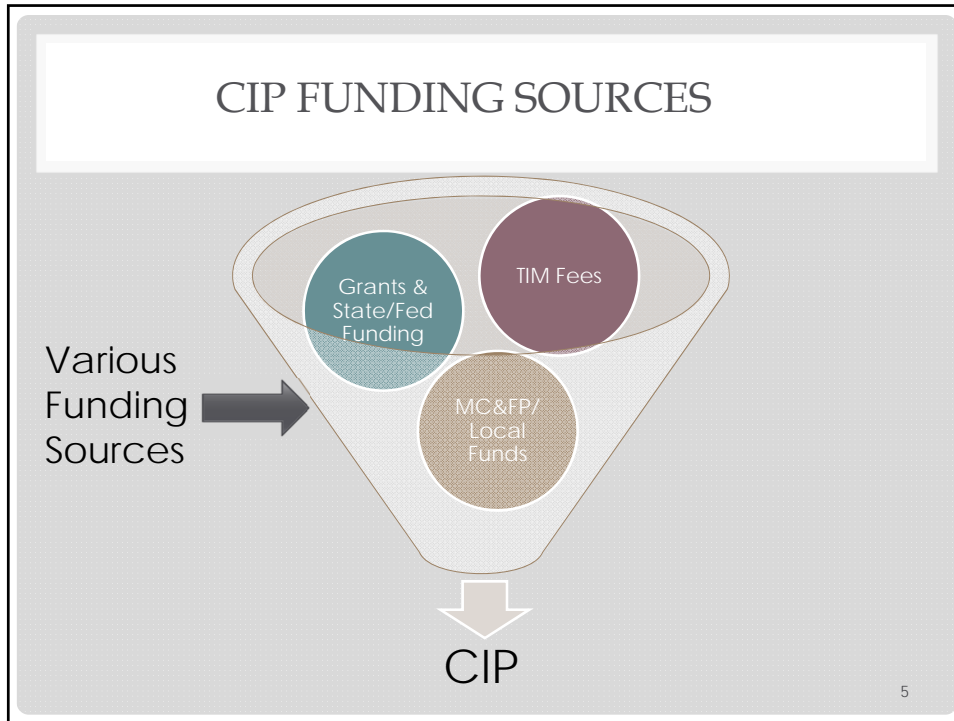 CIP FUNDING SOURCES
Grants &
State/Fed
Funding
TIM Fees
MC&FP/
Local
Funds
Various
Funding
Sources
CIP
5